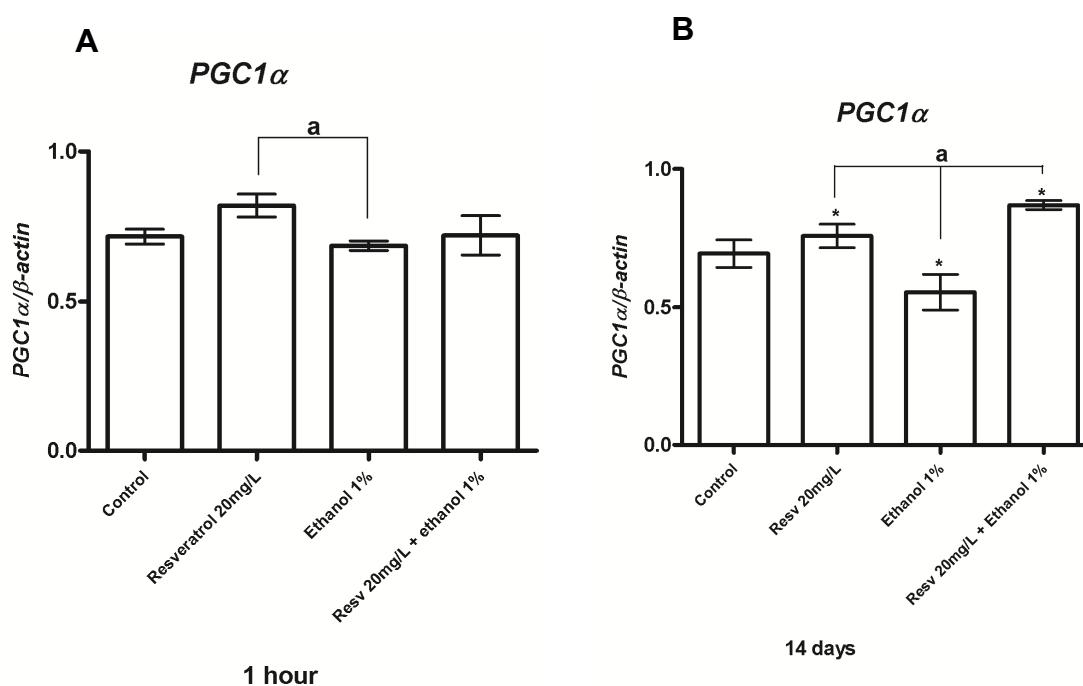 A
PGC1α
a
1.0
0.5
0.0
PGC1α/β-actin
Control
Resveratrol 20mg/L
Ethanol 1%
Resv 20mg/L + ethanol 1%
1 hour
B
PGC1α
a
*
*
*
1.0
0.5
0.0
PGC1α/β-actin
Control
Resv 20mg/L
Ethanol 1%
Resv 20mg/L + Ethanol 1%
14 days